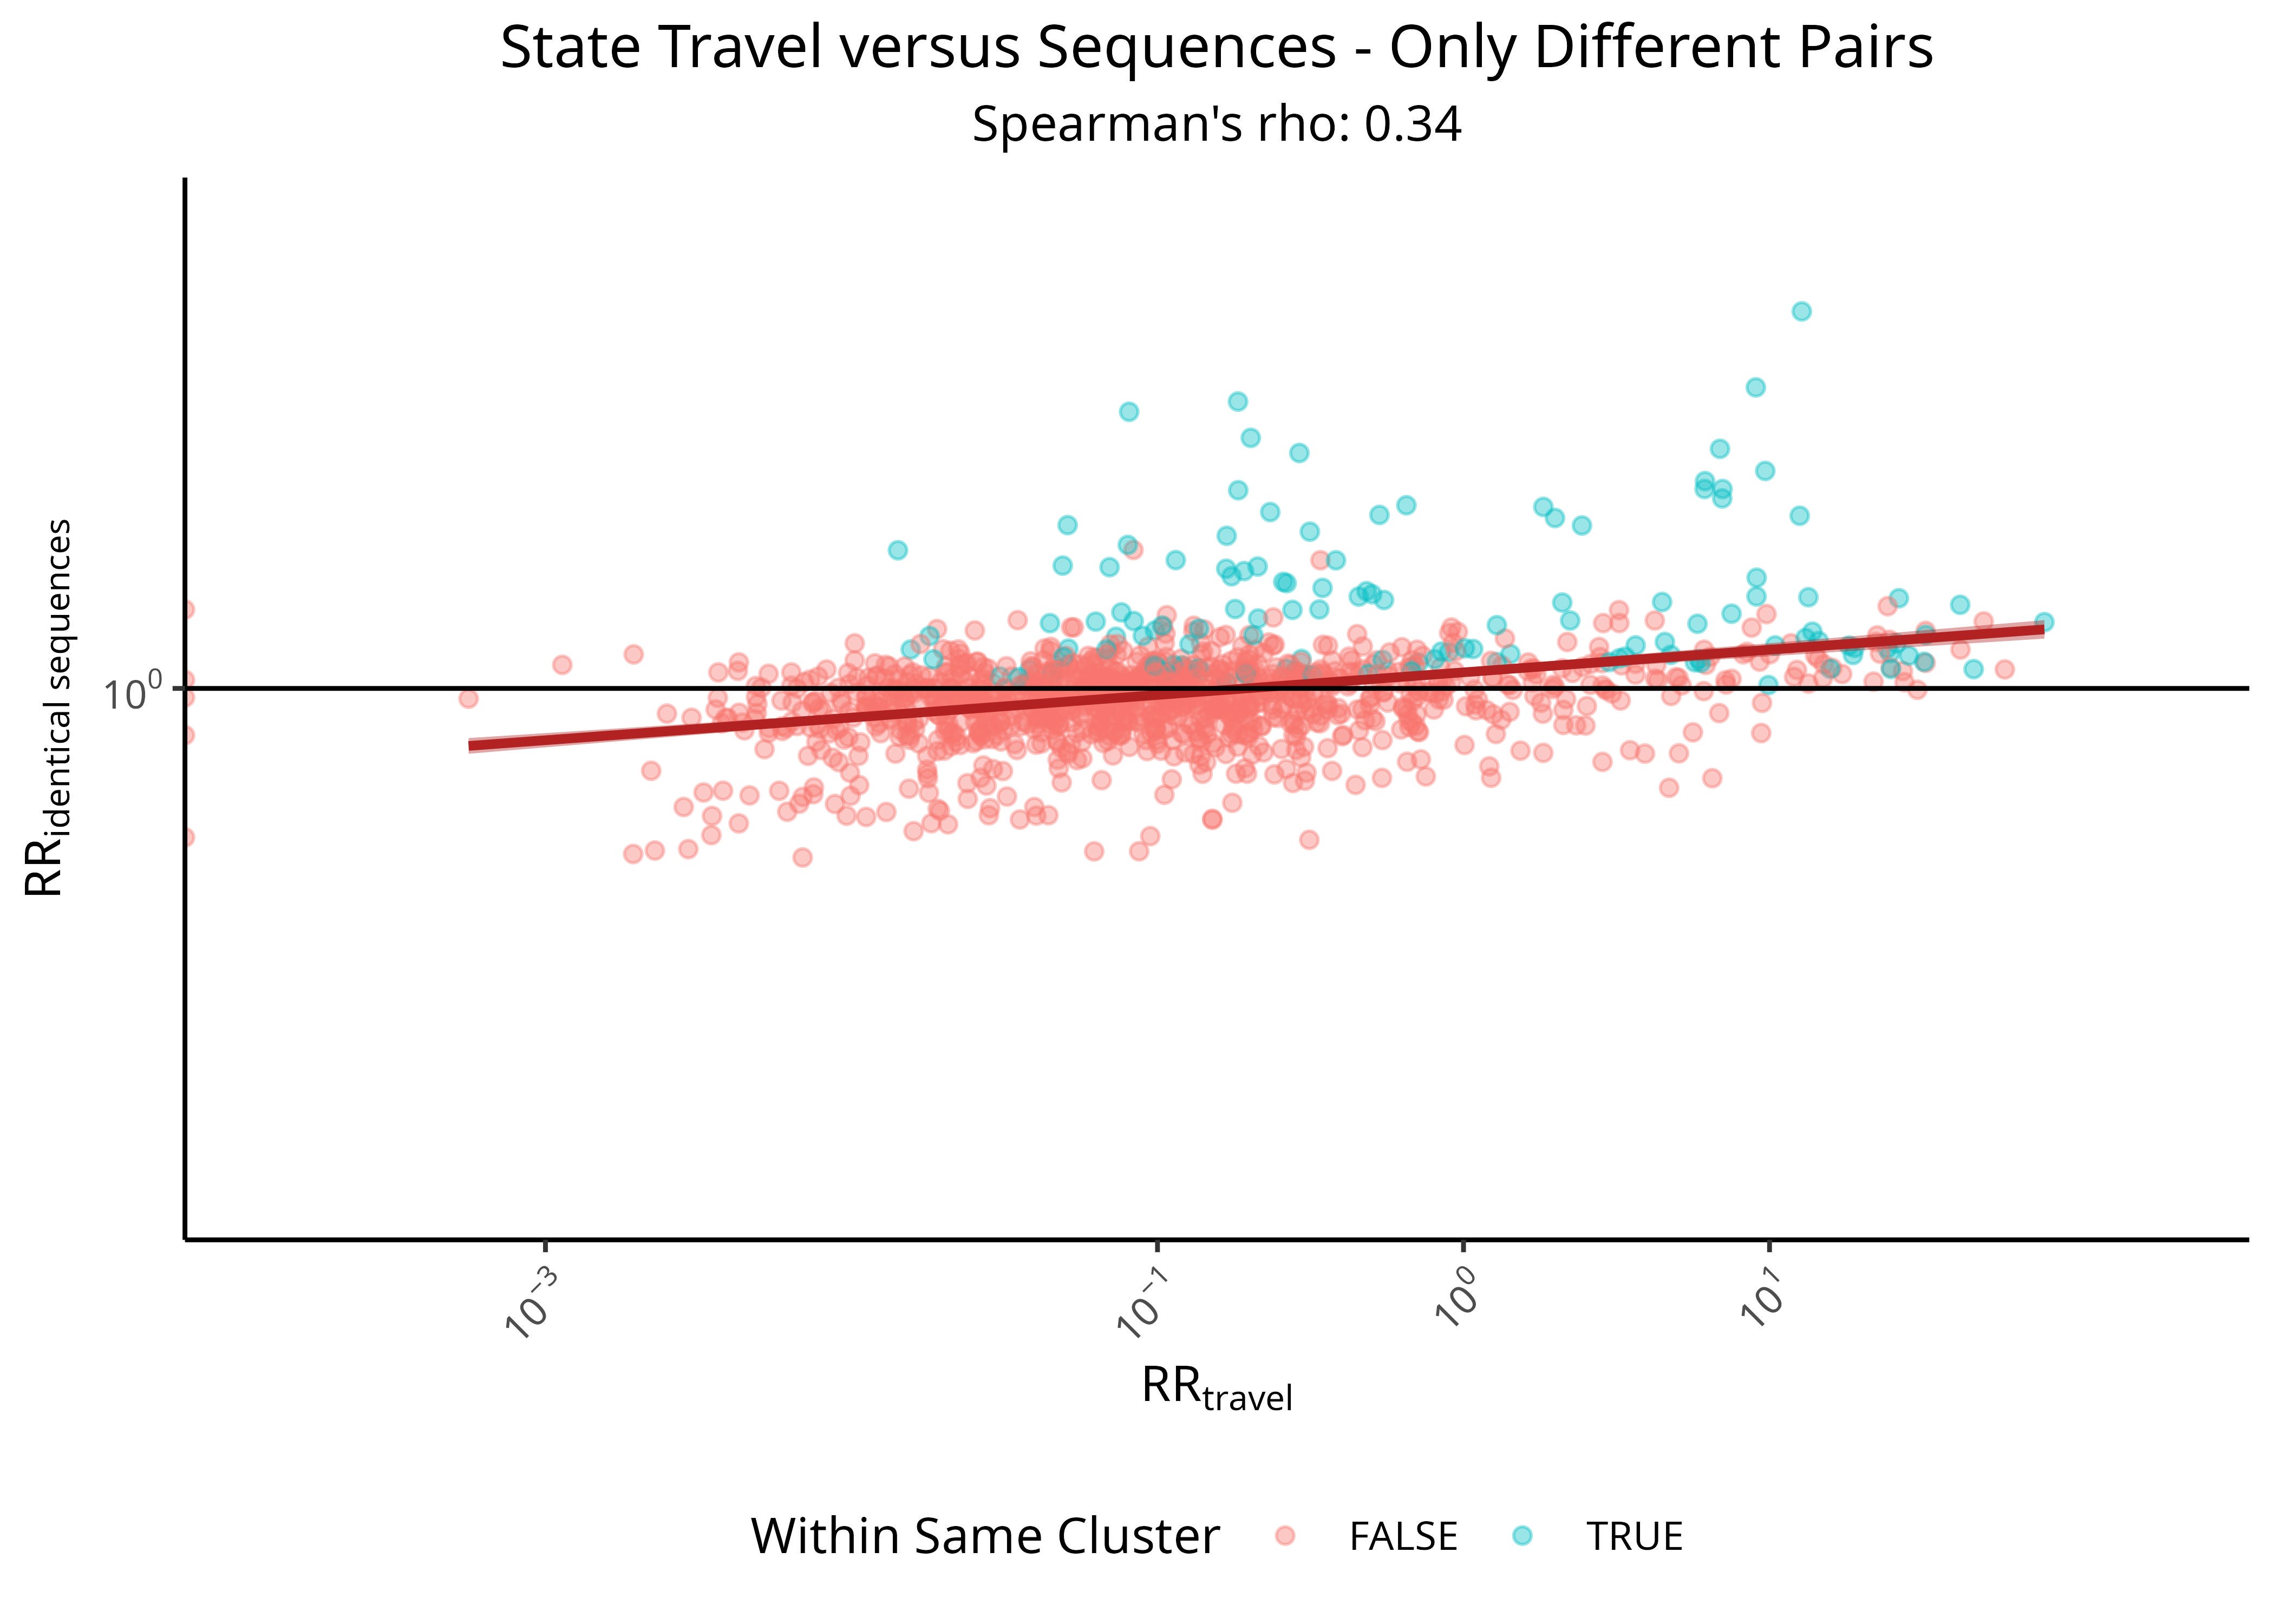 State Travel versus Sequences - Only Different Pairs
Spearman's rho: 0.34
RRidentical sequences
10⁰
10⁻³
10⁻¹
10⁰
10¹
RRtravel
Within Same Cluster FALSE TRUE